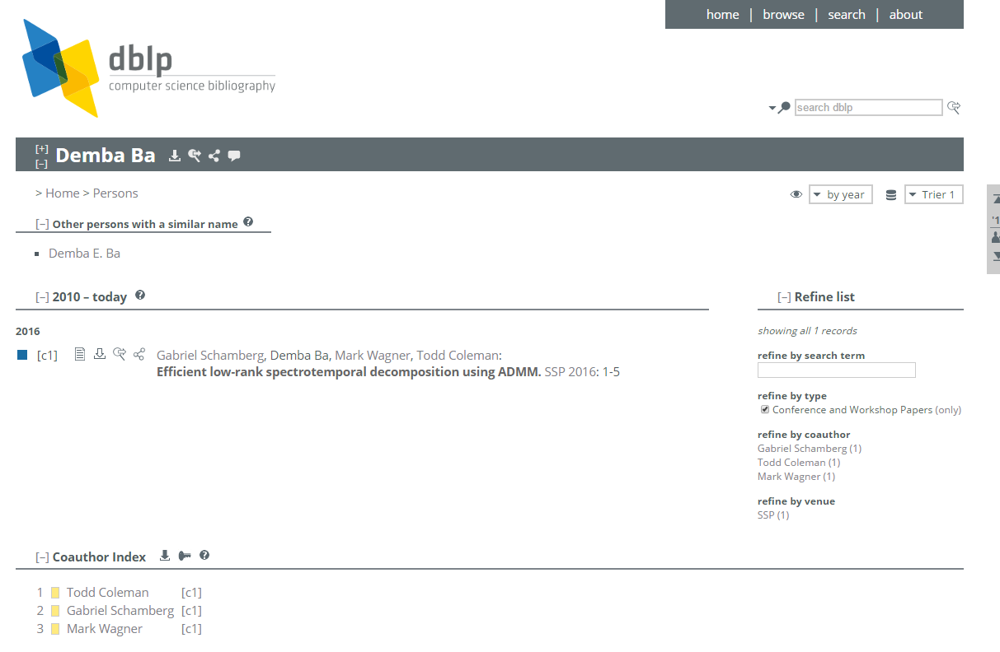 home | browse | search | about
dblp
computer science bibliography
search dblp
[+]
[–]
Demba Ba
> Home > Persons
by year
Trier 1
[–] Other persons with a similar name ?
Demba E. Ba
[–] 2010 – today ?
2016
[c1]
Gabriel Schamberg, Demba Ba, Mark Wagner, Todd Coleman:
Efficient low-rank spectrotemporal decomposition using ADMM. SSP 2016: 1-5
[–] Refine list
showing all 1 records
refine by search term
refine by type
Conference and Workshop Papers (only)
refine by coauthor
Gabriel Schamberg (1)
Todd Coleman (1)
Mark Wagner (1)
refine by venue
SSP (1)
[–] Coauthor Index ?
1 Todd Coleman [c1]
2 Gabriel Schamberg [c1]
3 Mark Wagner [c1]